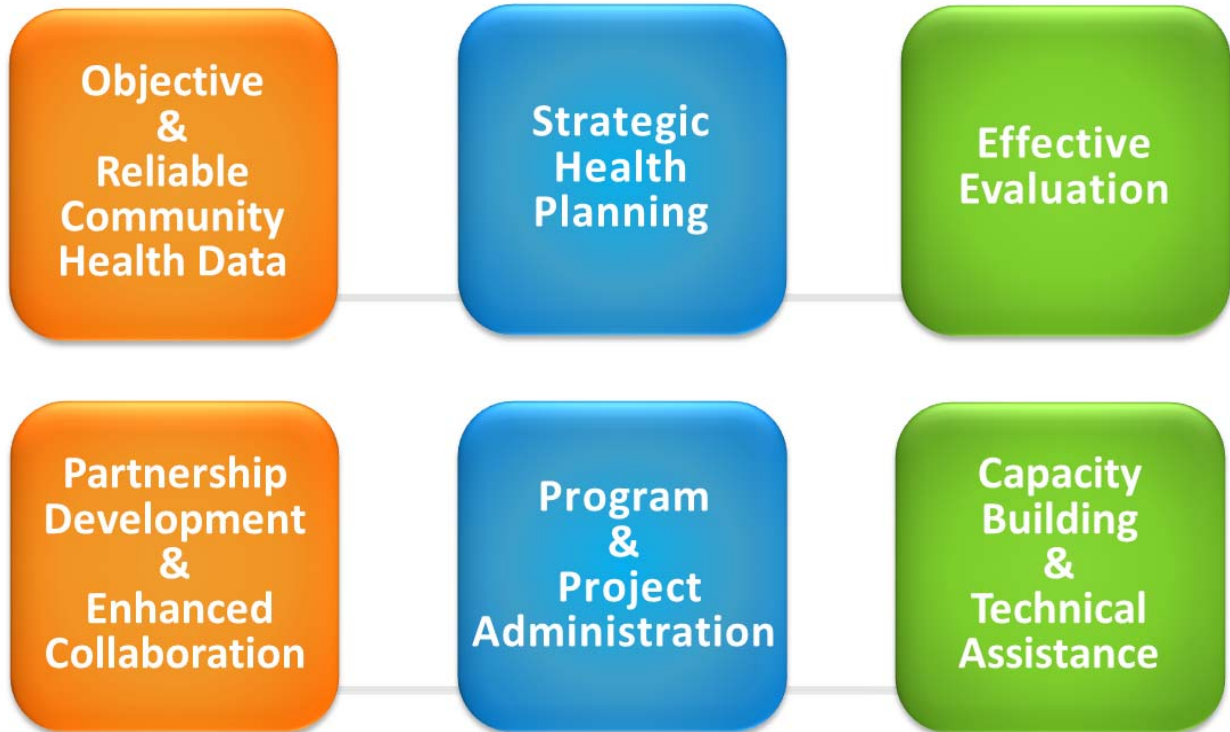 Objective
&
Reliable
Community
Health Data
Strategic
Health
Planning
Effective
Evaluation
Partnership
Development
&
Enhanced
Collaboration
Program
&
Project
Administration
Capacity
Building
&
Technical
Assistance